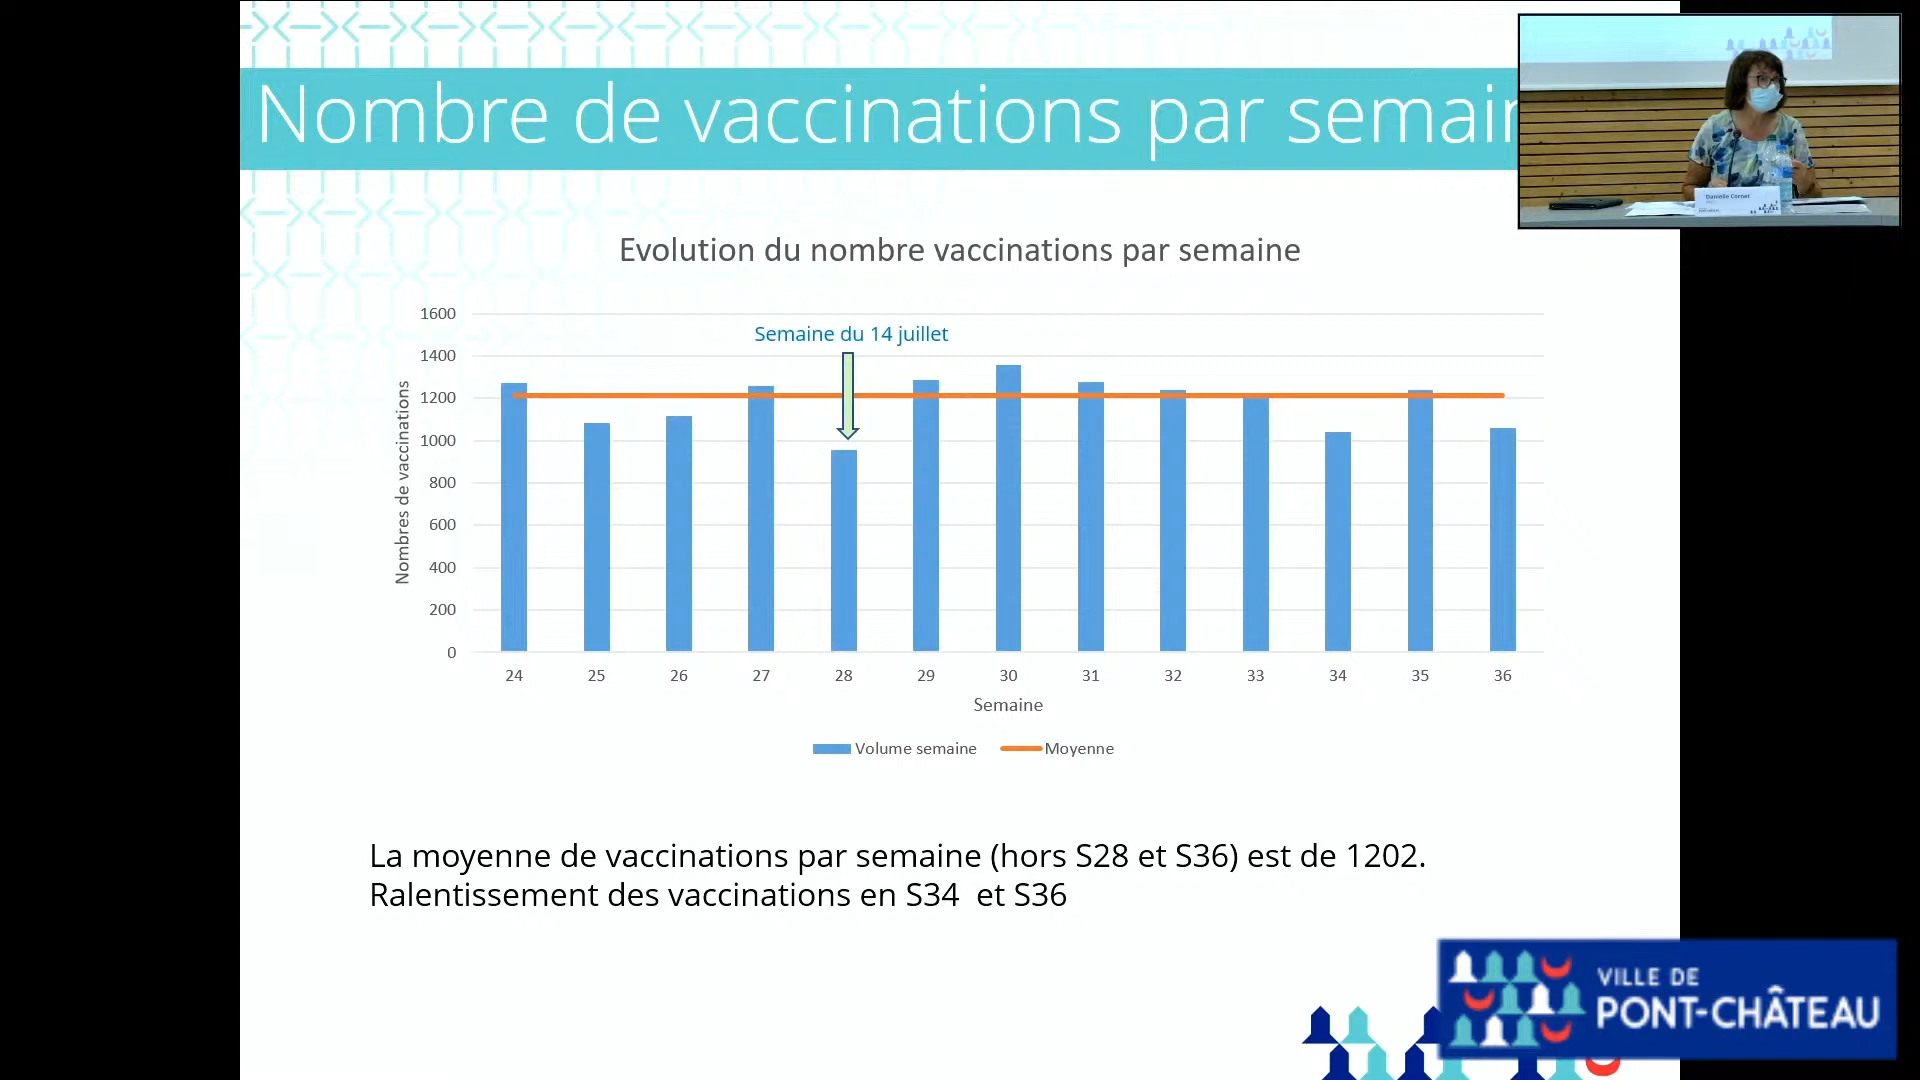 Nombre de vaccinations par semain
Danielle Cornet
Evolution du nombre vaccinations par semaine
1600
1400
1200
1000
800
600
400
200
0
Nombres de vaccinations
Semaine du 14 juillet
24 25 26 27 28 29 30 31 32 33 34 35 36
Semaine
Volume semaine Moyenne
La moyenne de vaccinations par semaine (hors S28 et S36) est de 1202.
Ralentissement des vaccinations en S34 et S36
VILLE DE
PONT-CHÂTEAU